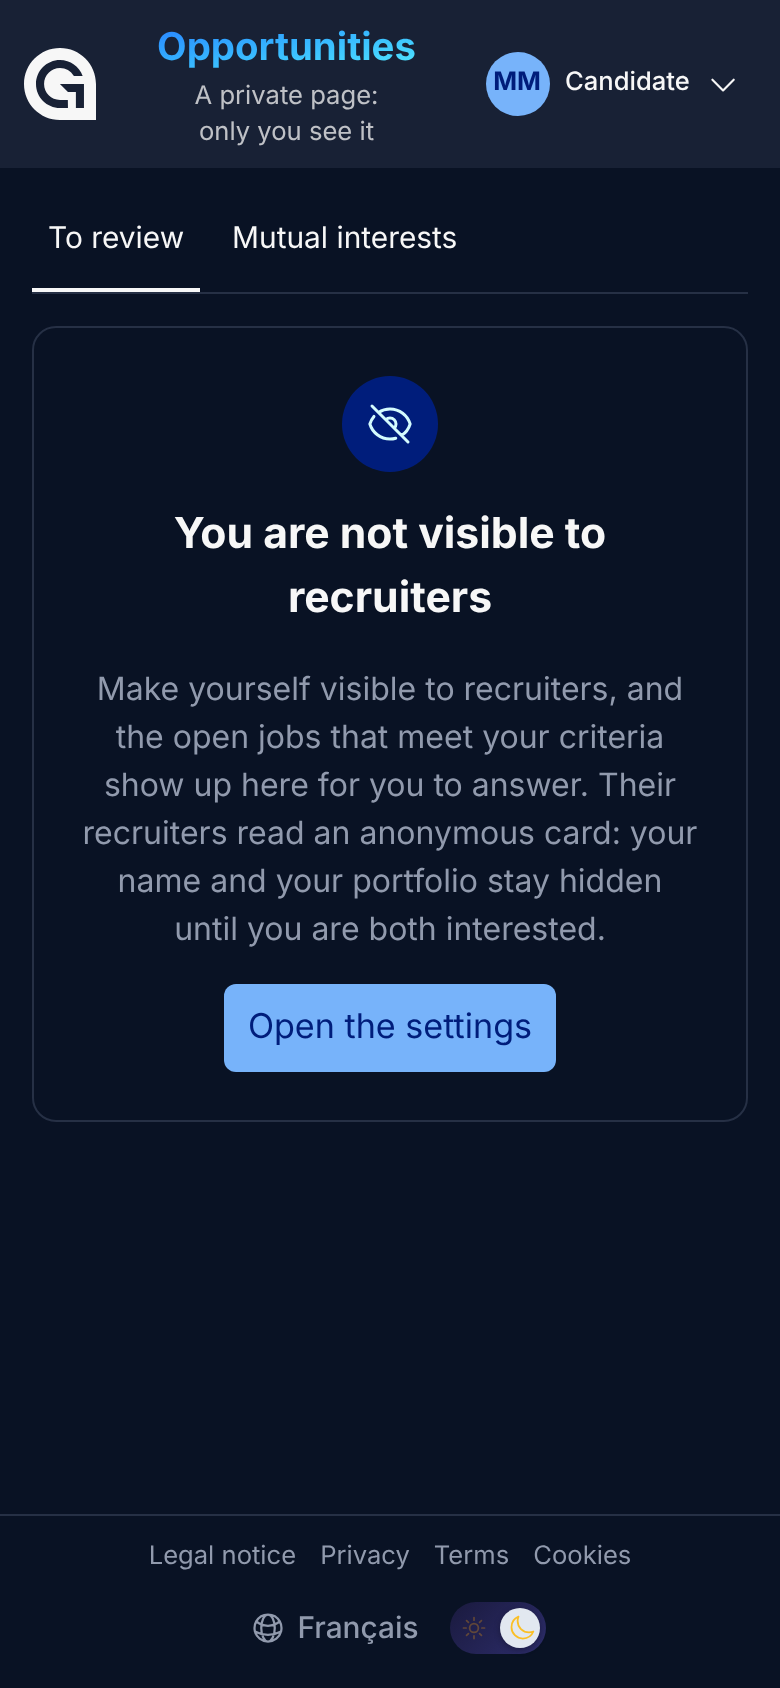 Opportunities
A private page:
only you see it
MM
Candidate
To review
Mutual interests
You are not visible to
recruiters
Make yourself visible to recruiters, and
the open jobs that meet your criteria
show up here for you to answer. Their
recruiters read an anonymous card: your
name and your portfolio stay hidden
until you are both interested.
Open the settings
Legal notice
Privacy
Terms
Cookies
Français